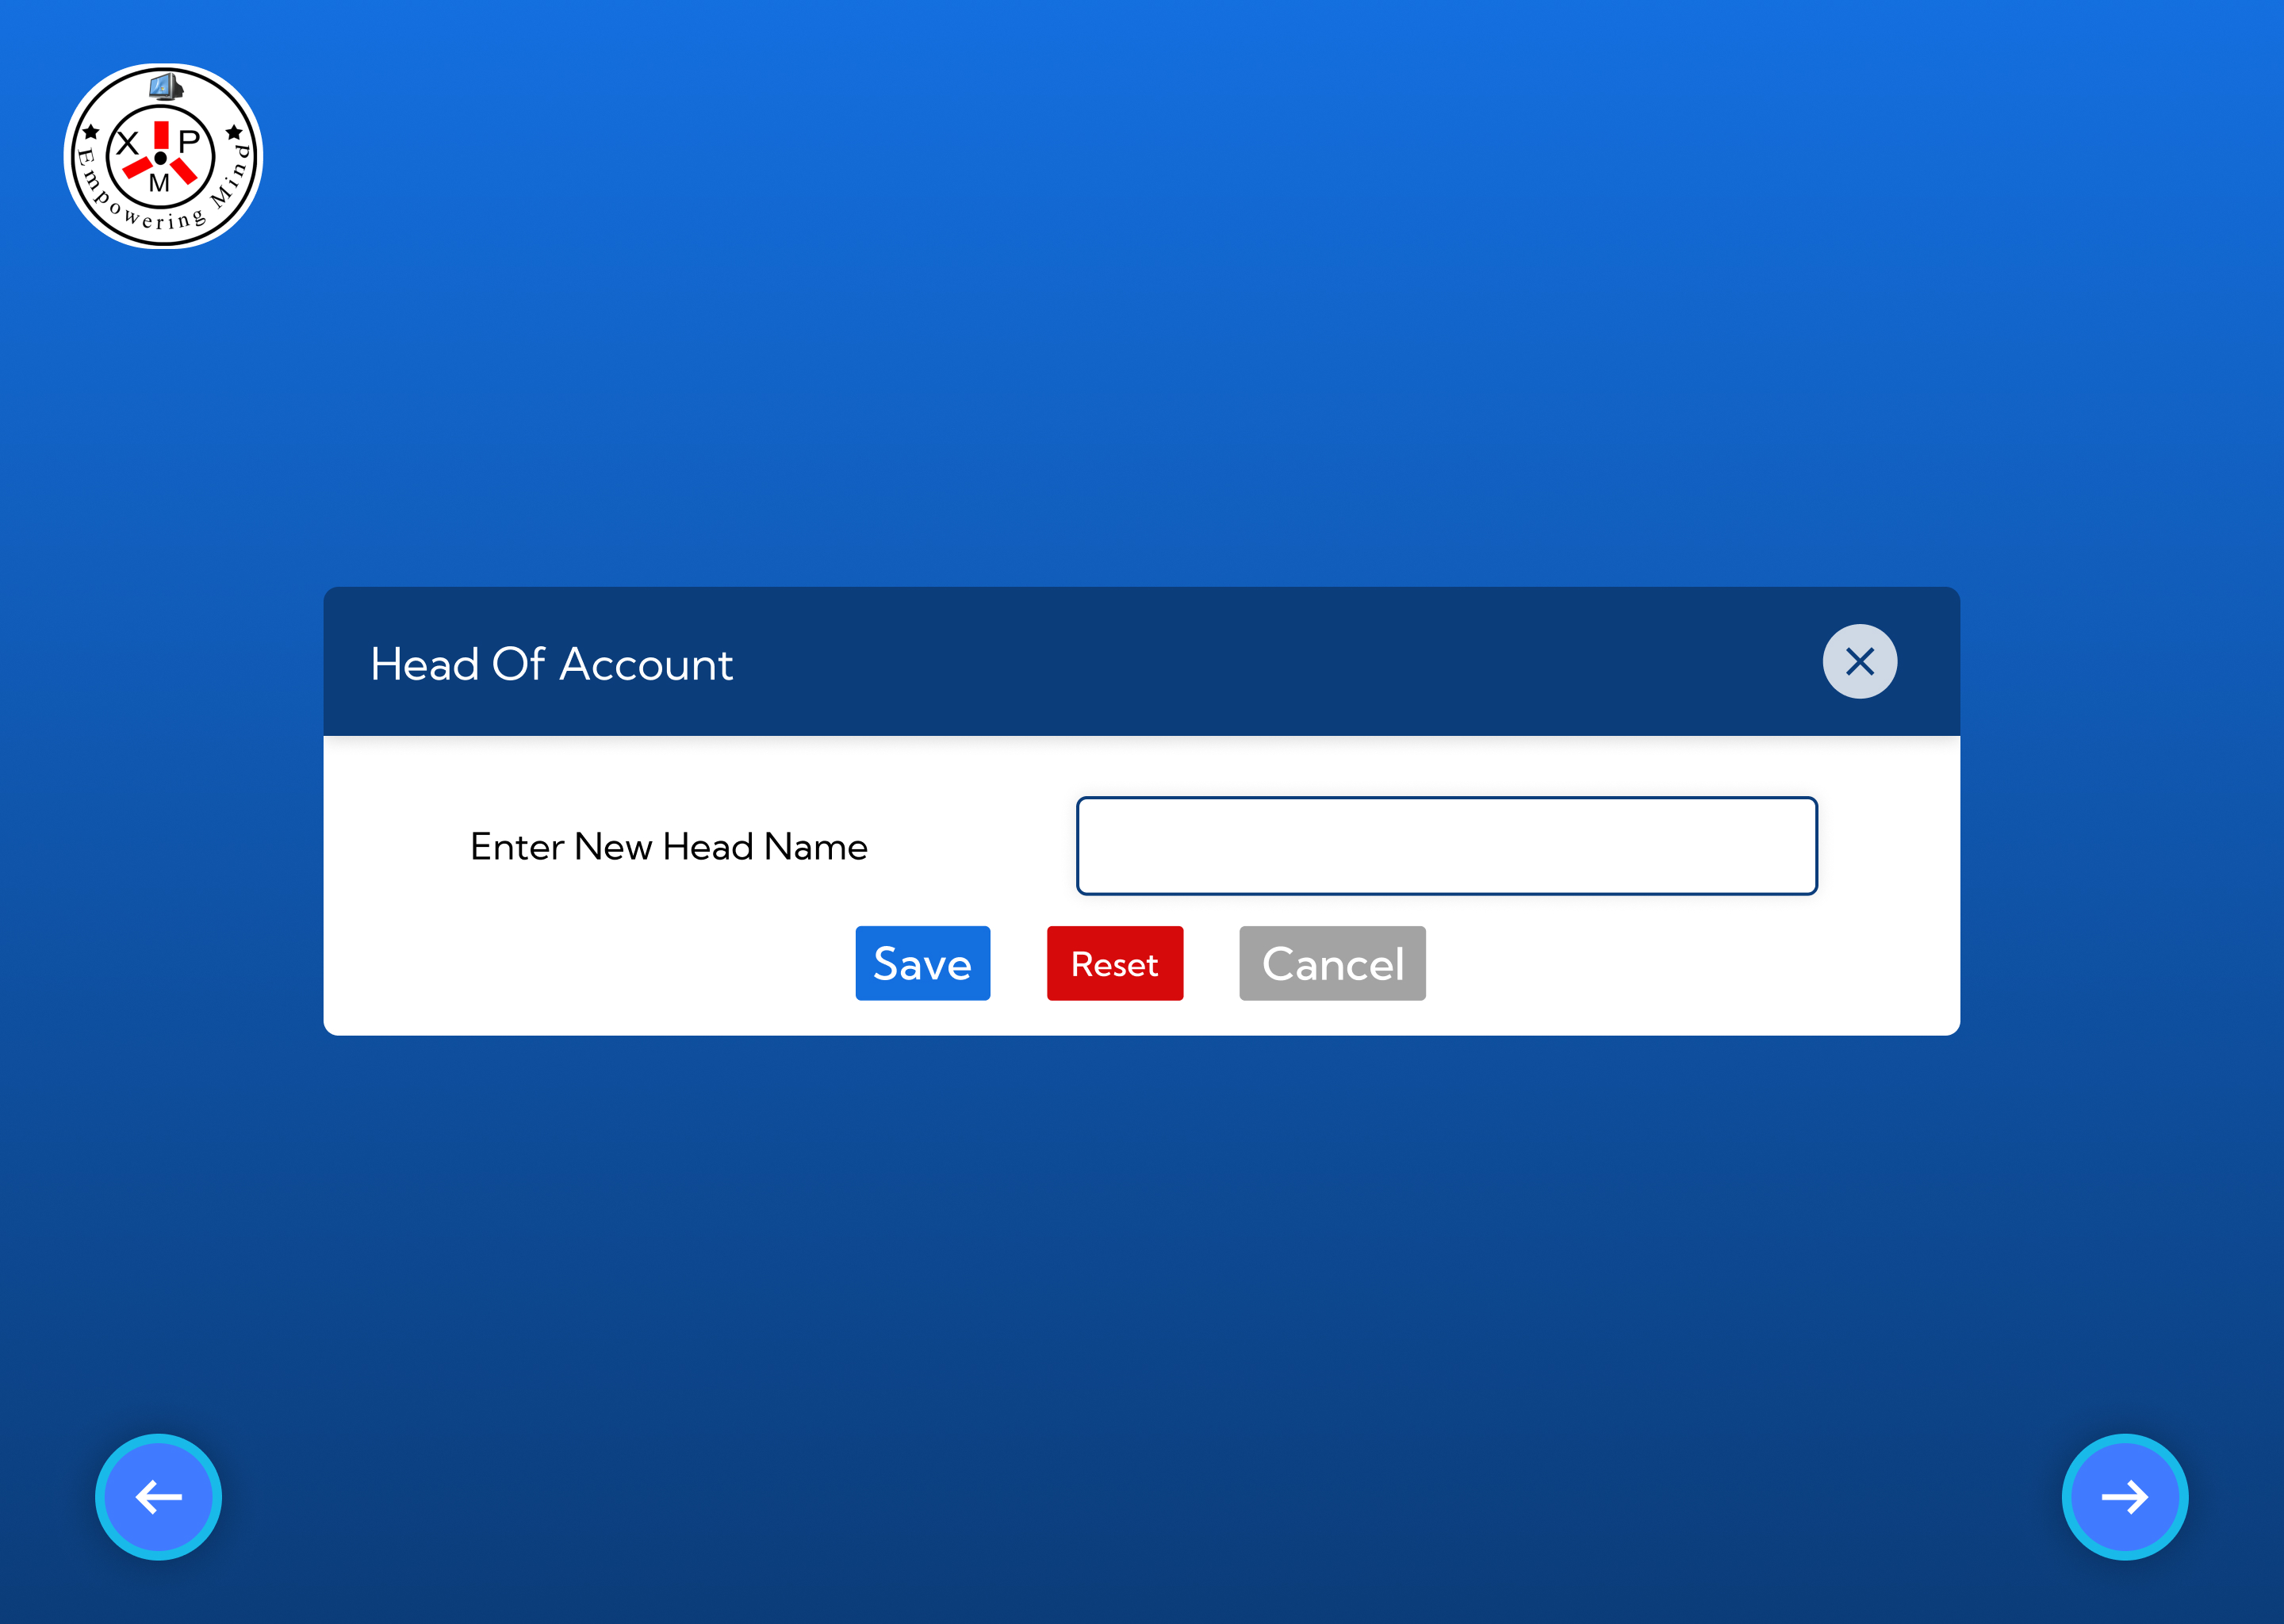 X P
M
Empowering Mind
Head Of Account
Enter New Head Name
Save Reset Cancel